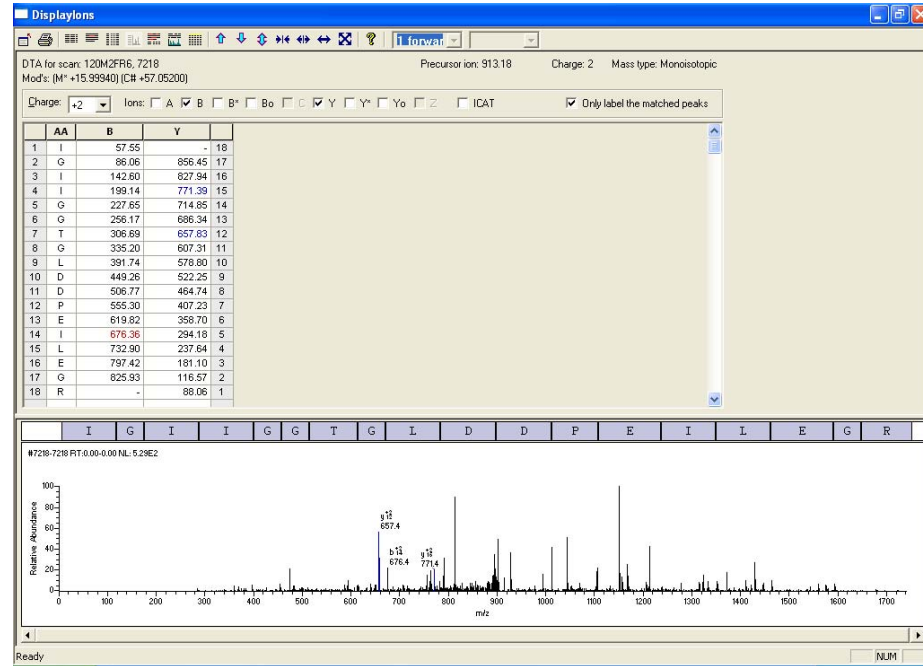 DisplayIons
1 forwar
DTA for scan: 120M2FR6, 7218 Precursor ion: 913.18 Charge: 2 Mass type: Monoisotopic
Mod's: (M* +15.99940) (C# +57.05200)
Charge: +2 Ions: A B B* Bo C Y Y* Yo Z ICAT Only label the matched peaks
AA B Y
1 I 57.55 - 18
2 G 86.06 856.45 17
3 I 142.60 827.94 16
4 I 199.14 771.39 15
5 G 227.65 714.85 14
6 G 256.17 686.34 13
7 T 306.69 657.83 12
8 G 335.20 607.31 11
9 L 391.74 578.80 10
10 D 449.26 522.25 9
11 D 506.77 464.74 8
12 P 555.30 407.23 7
13 E 619.82 358.70 6
14 I 676.36 294.18 5
15 L 732.90 237.64 4
16 E 797.42 181.10 3
17 G 825.93 116.57 2
18 R - 88.06 1
I G I I G G T G L D D P E I L E G R
#7218-7218 RT:0.00-0.00 NL: 5.29E2
Relative Abundance
100
80
60
40
20
0
657.4
676.4
771.4
0 100 200 300 400 500 600 700 800 900 1000 1100 1200 1300 1400 1500 1600 1700
m/z
Ready NUM